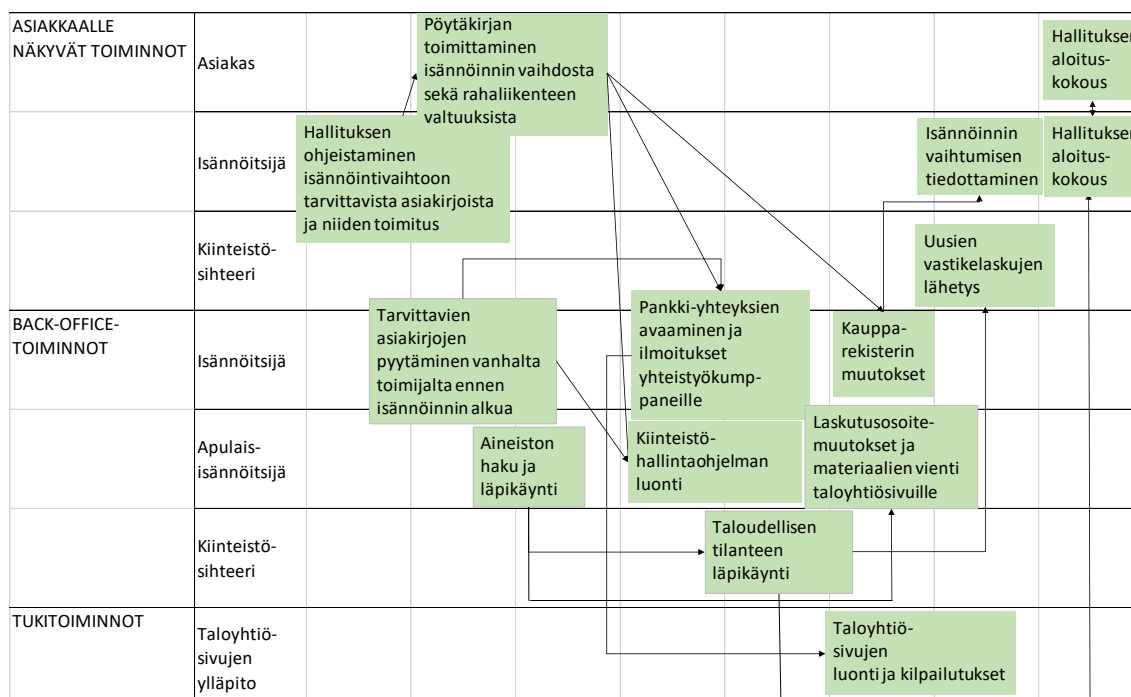 ASIAKKAALLE
NÄKYVÄT TOIMINNOT
Asiakas
Pöytäkirjan
toimittaminen
isännöinnin vaihdosta
sekä rahaliikenteen
valtuuksista
Hallituksen
aloitus-
kokous
Isännöitsijä
Hallituksen
ohjeistaminen
isännöintivaihtoon
tarvittavista asiakirjoista
ja niiden toimitus
Isännöinnin
vaihtumisen
tiedottaminen
Hallituksen
aloitus-
kokous
Kiinteistö-
sihteeri
Uusien
vastikelaskujen
lähetys
BACK-OFFICE-
TOIMINNOT
Isännöitsijä
Tarvittavien
asiakirjojen
pyytäminen vanhalta
toimijalta ennen
isännöinnin alkua
Pankki-yhteyksien
avaaminen ja
ilmoitukset
yhteistyökump-
paneille
Kauppa-
rekisterin
muutokset
Apulais-
isännöitsijä
Aineiston
haku ja
läpikäynti
Kiinteistö-
hallintaohjelman
luonti
Laskutusosoite-
muutokset ja
materiaalien vienti
taloyhtiösivuille
Kiinteistö-
sihteeri
Taloudellisen
tilanteen
läpikäynti
TUKITOIMINNOT
Taloyhtiö-
sivujen
ylläpito
Taloyhtiö-
sivujen
luonti ja kilpailutukset